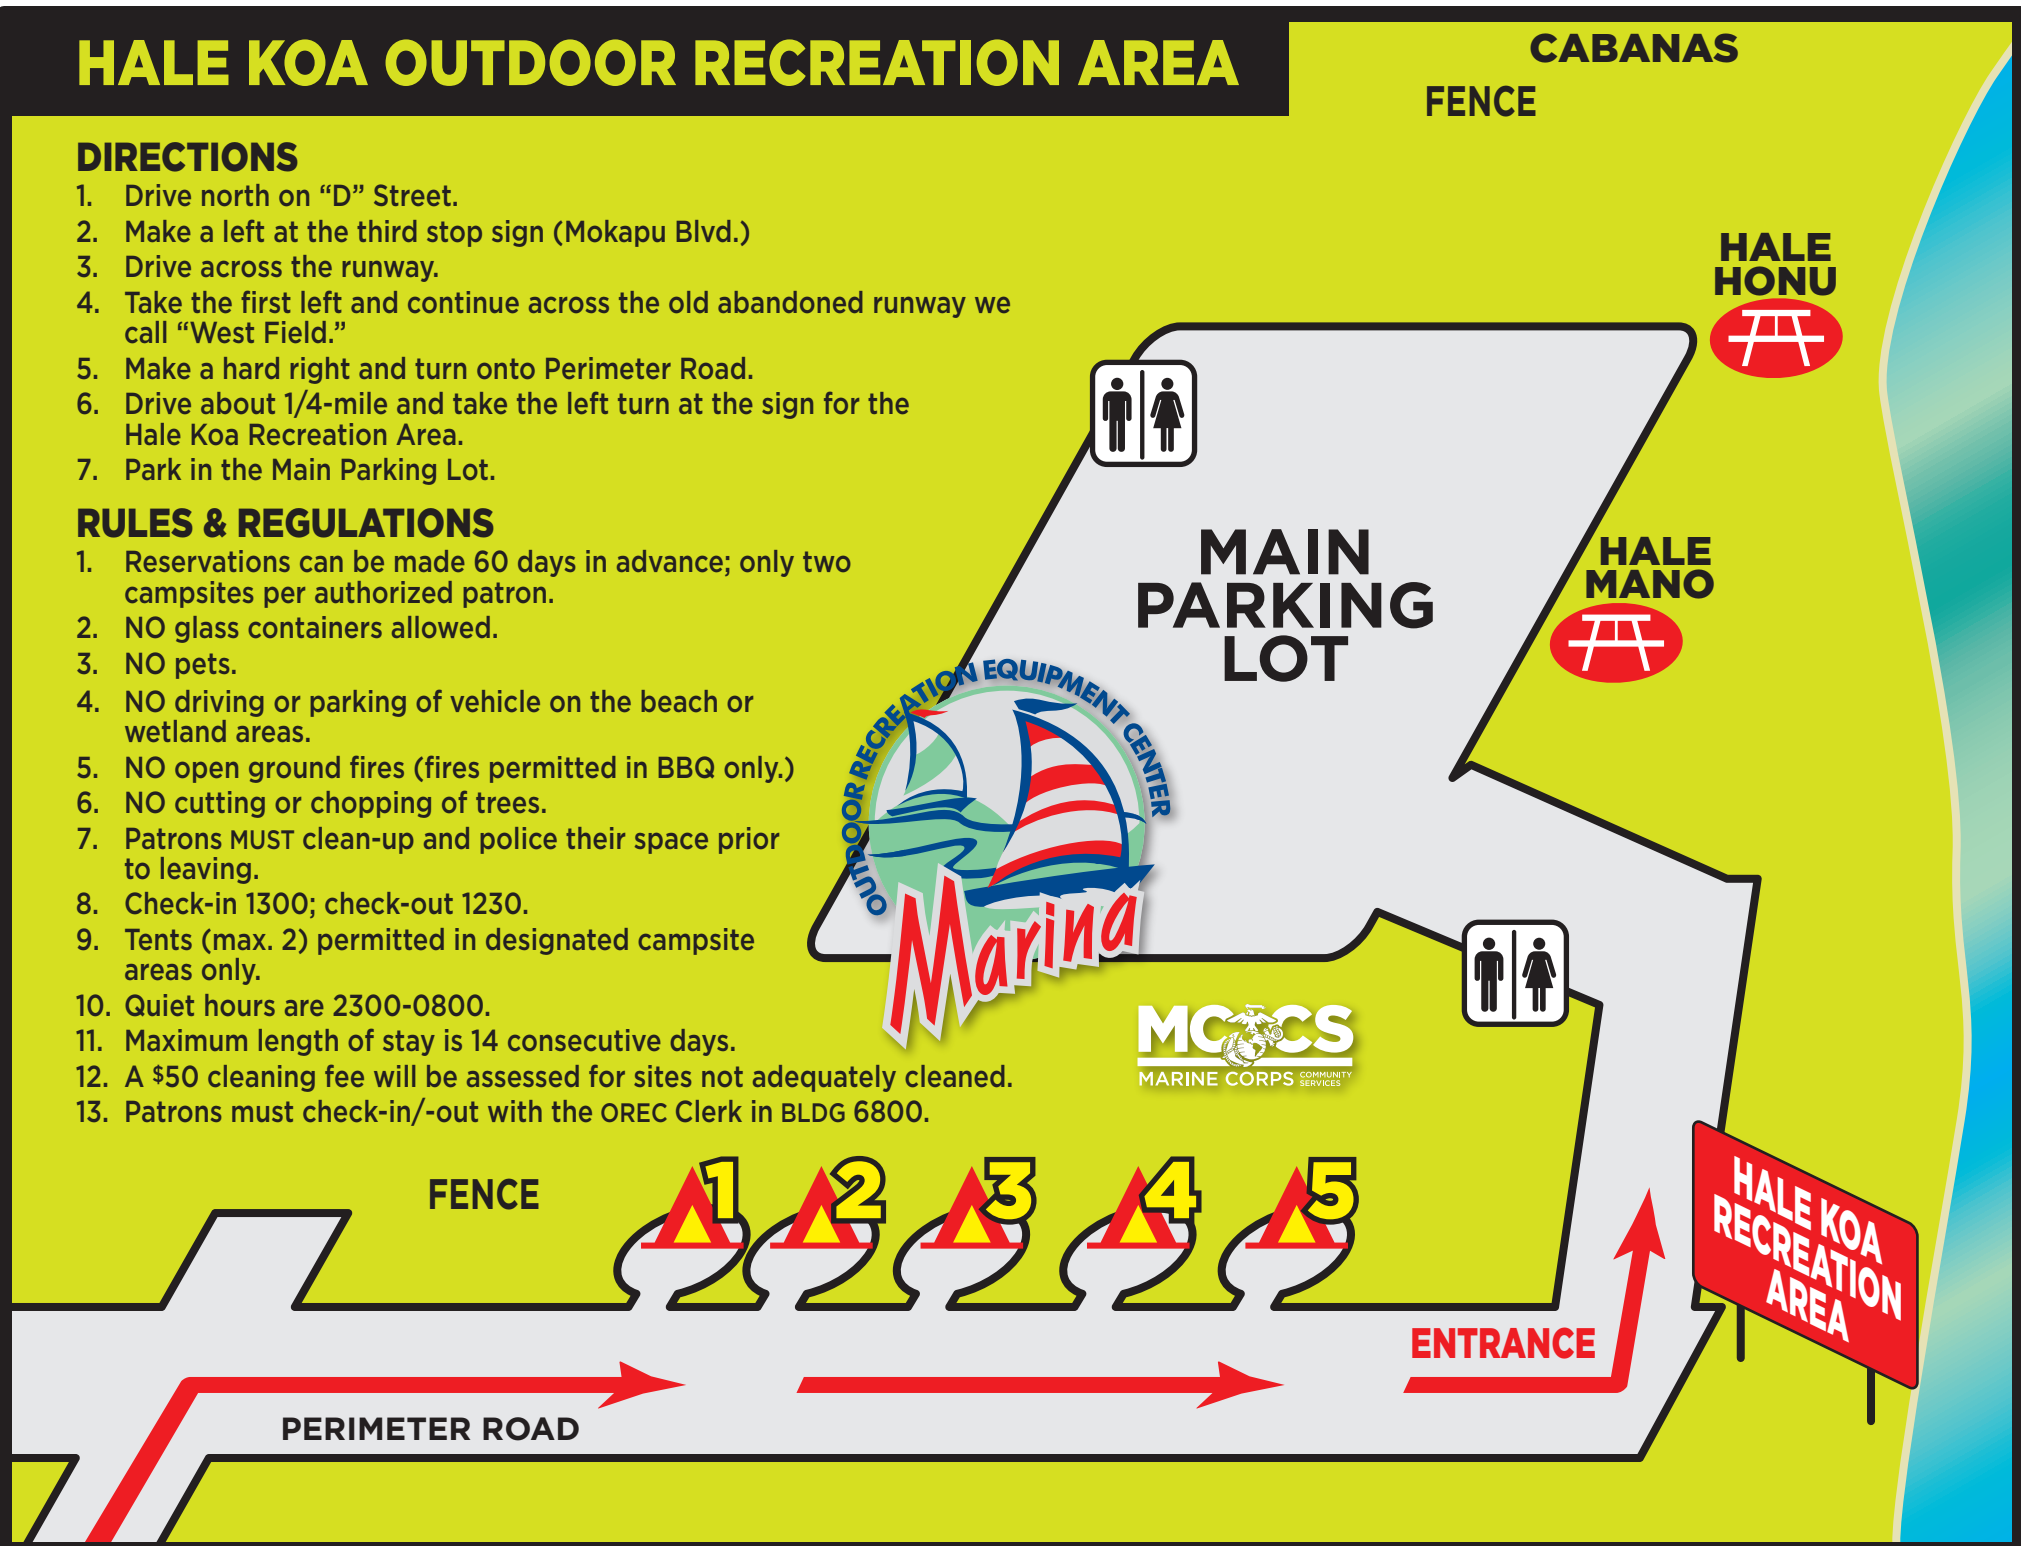 HALE KOA OUTDOOR RECREATION AREA
CABANAS
FENCE
DIRECTIONS
1. Drive north on “D” Street.
2. Make a left at the third stop sign (Mokapu Blvd.)
3. Drive across the runway.
4. Take the first left and continue across the old abandoned runway we
call “West Field.”
5. Make a hard right and turn onto Perimeter Road.
6. Drive about 1/4-mile and take the left turn at the sign for the
Hale Koa Recreation Area.
7. Park in the Main Parking Lot.
RULES & REGULATIONS
1. Reservations can be made 60 days in advance; only two
campsites per authorized patron.
2. NO glass containers allowed.
3. NO pets.
4. NO driving or parking of vehicle on the beach or
wetland areas.
5. NO open ground fires (fires permitted in BBQ only.)
6. NO cutting or chopping of trees.
7. Patrons MUST clean-up and police their space prior
to leaving.
8. Check-in 1300; check-out 1230.
9. Tents (max. 2) permitted in designated campsite
areas only.
10. Quiet hours are 2300-0800.
11. Maximum length of stay is 14 consecutive days.
12. A $50 cleaning fee will be assessed for sites not adequately cleaned.
13. Patrons must check-in/-out with the OREC Clerk in BLDG 6800.
HALE
HONU
HALE
MANO
MAIN
PARKING
LOT
OUTDOOR RECREATION EQUIPMENT CENTER
Marina
MCCS
MARINE CORPS COMMUNITY
SERVICES
FENCE
1 2 3 4 5
HALE KOA
RECREATION
AREA
ENTRANCE
PERIMETER ROAD